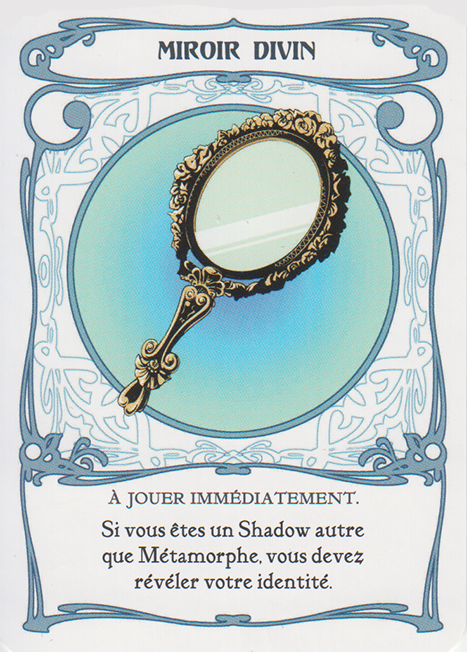 MIROIR DIVIN
À JOUER IMMÉDIATEMENT.
Si vous êtes un Shadow autre
que Métamorphe, vous devez
révéler votre identité.